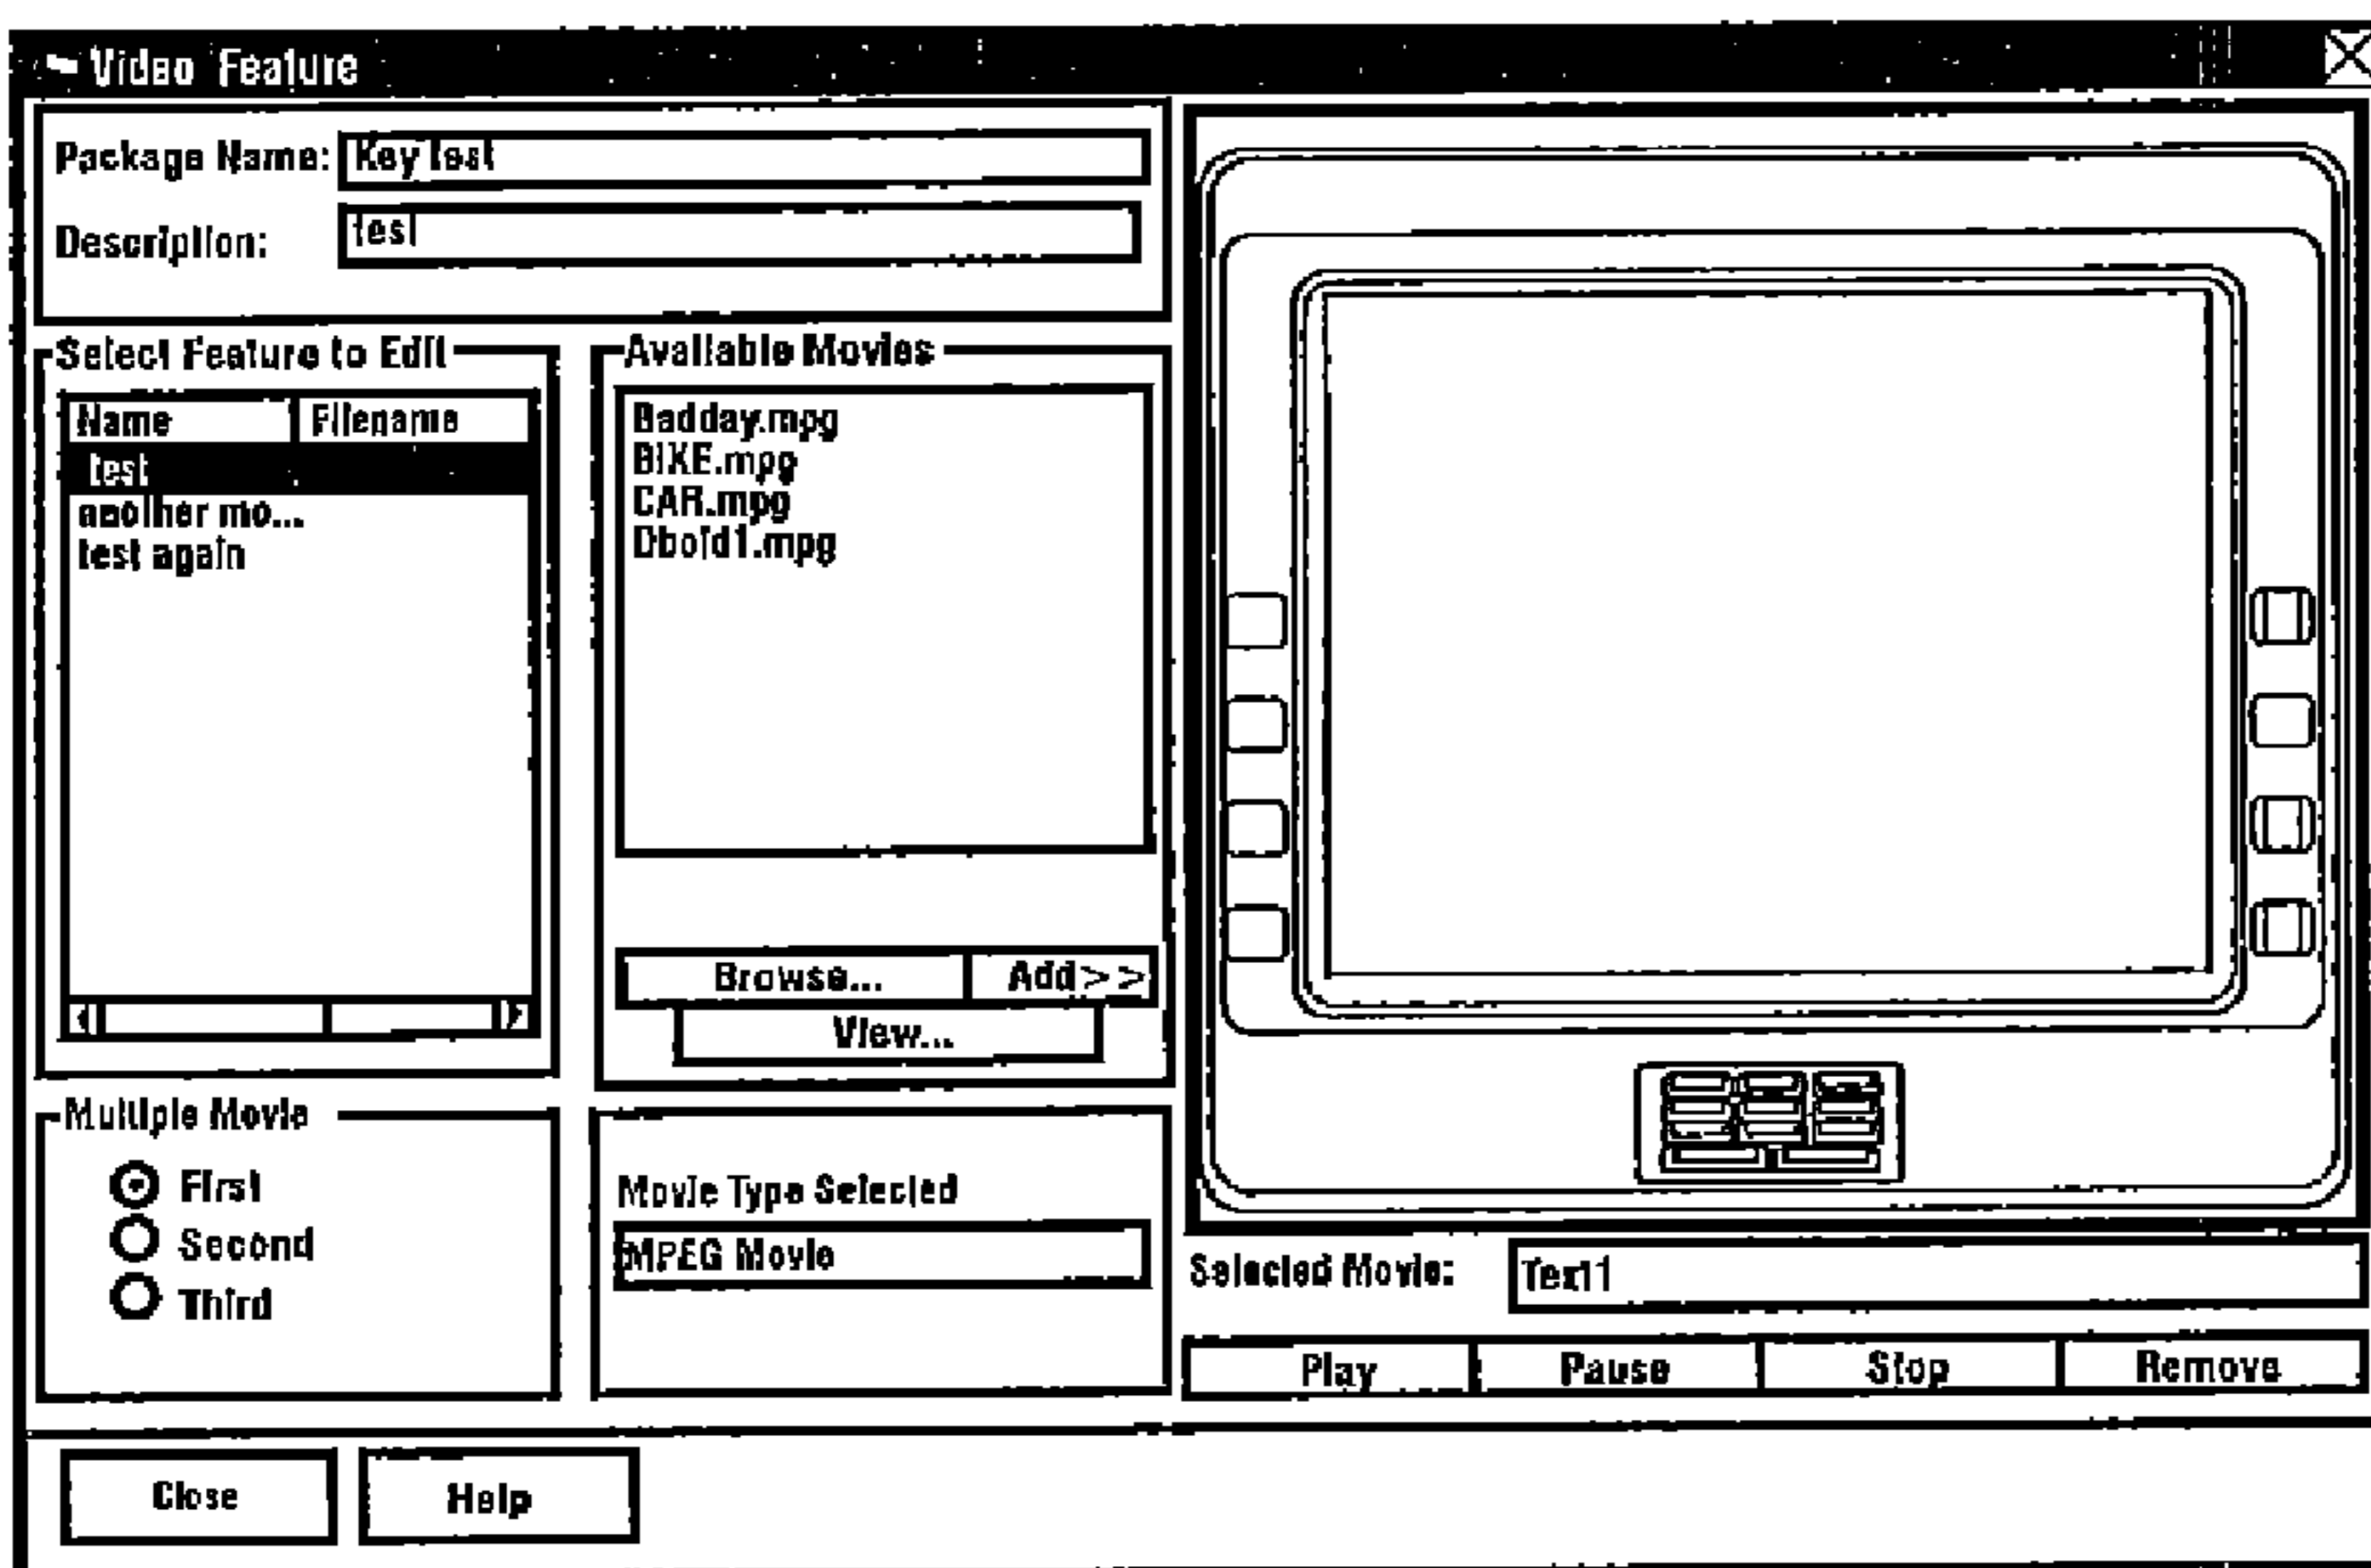 Video Feature
Package Name: Key Test
Description: test
Select Feature to Edit
Name Filename
test
another mo...
test again
Available Movies
Badday.mpg
BIKE.mpg
CAR.mpg
Browse... Add>>
View...
Multiple Movie
First
Second
Third
Movie Type Selected
MPEG Movie
Selected Movie: Text1
Play Pause Stop Remove
Close Help